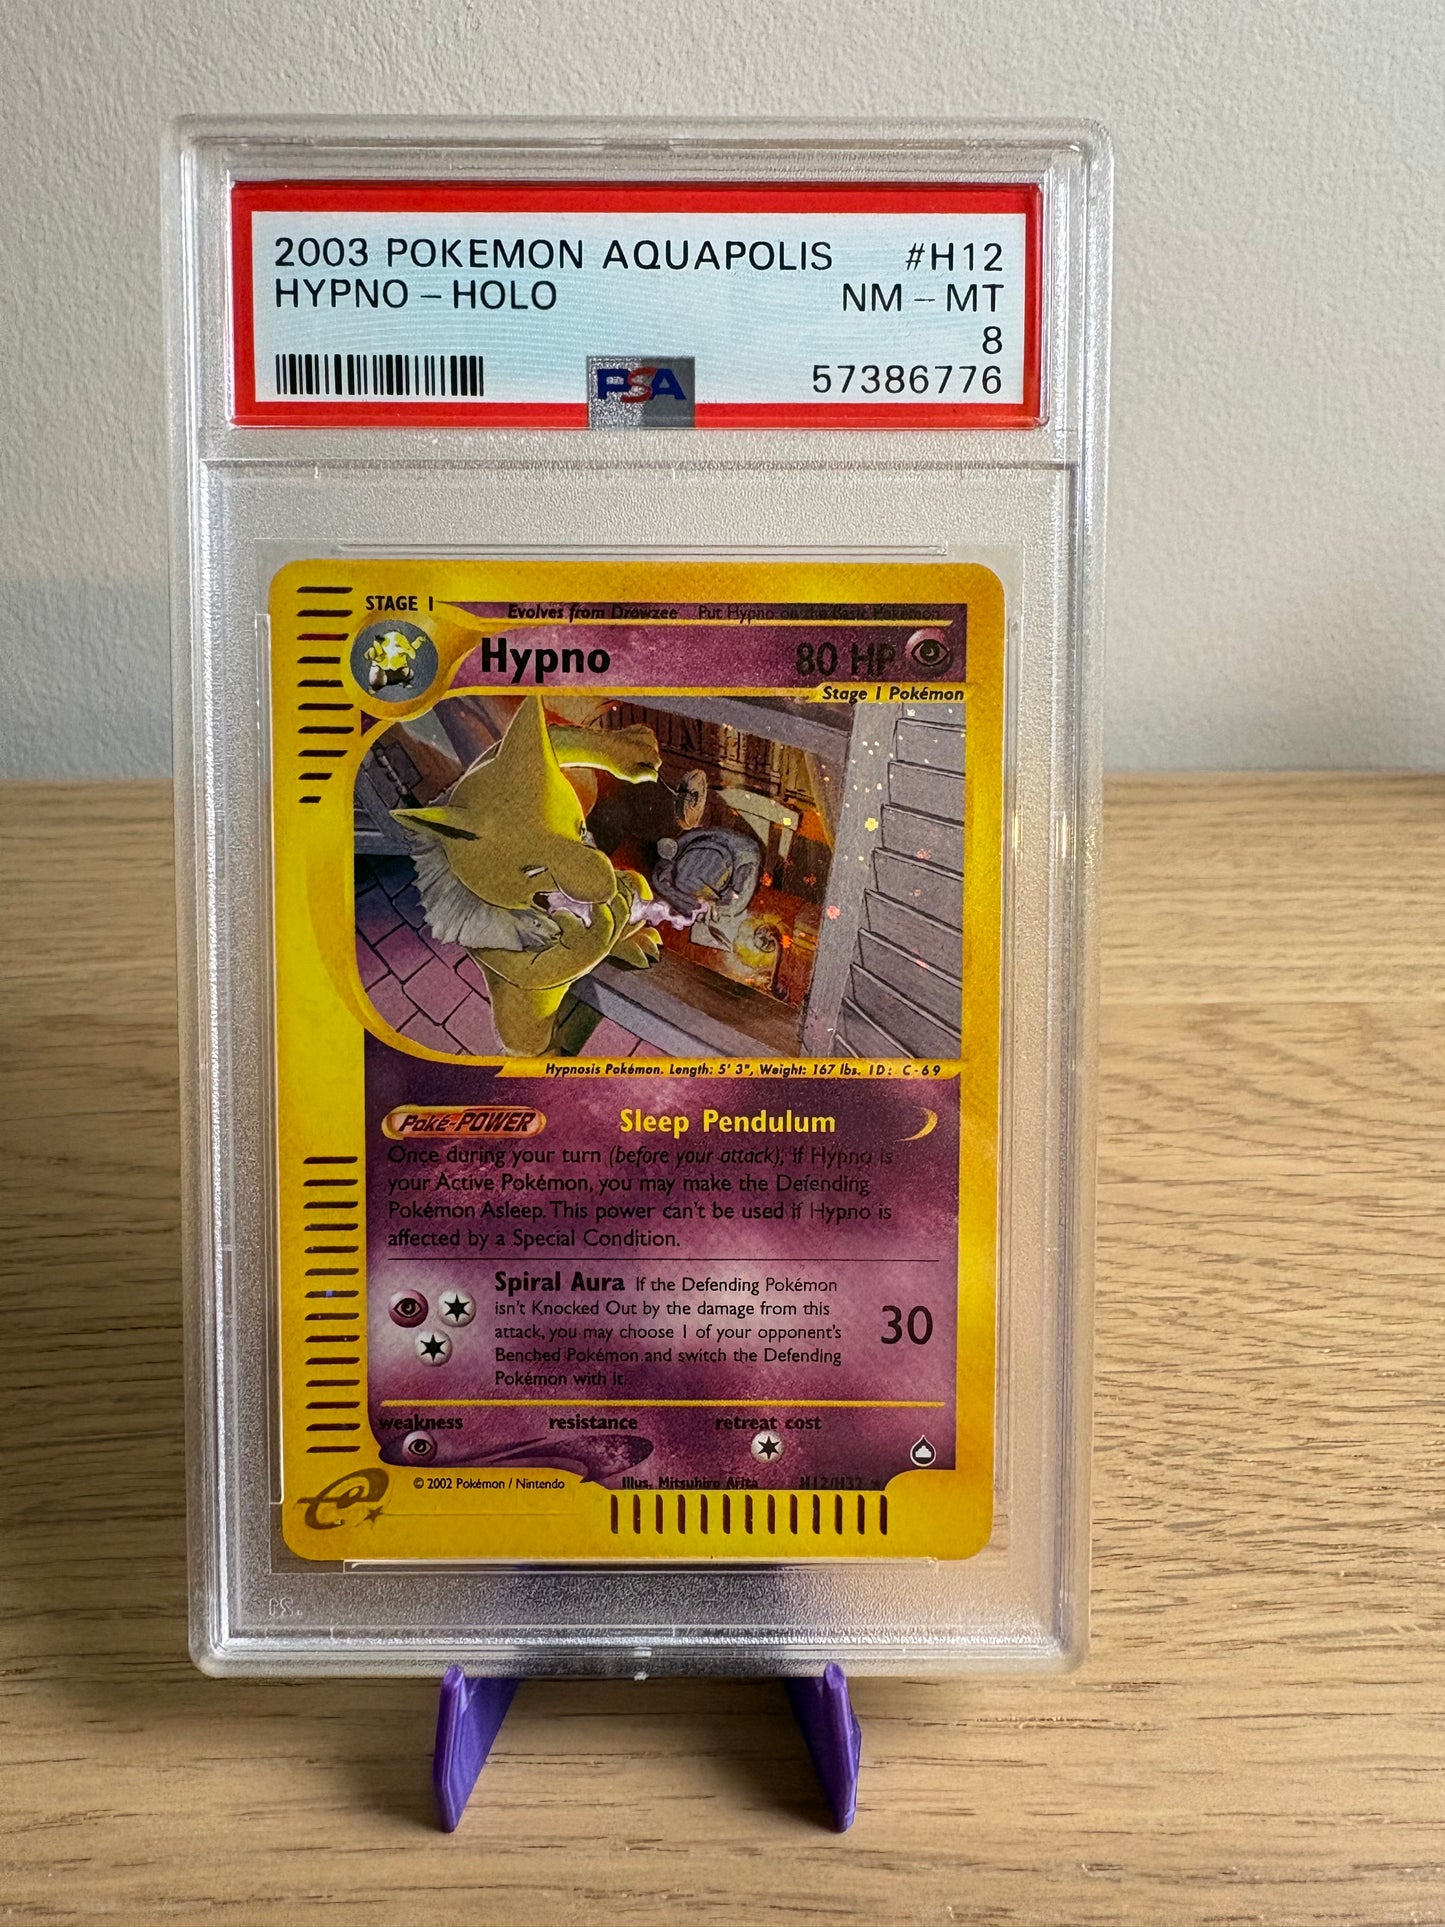 2003 POKEMON AQUAPOLIS #H12
HYPNO - HOLO NM - MT
8
PSA 57386776
STAGE 1
Evolves from Drowzee Put Hypno on the Basic Pokémon
Hypno 80 HP
Stage 1 Pokémon
Hypnosis Pokémon. Length: 5' 3", Weight: 167 lbs. ID: C-69
Poké-POWER Sleep Pendulum
Once during your turn (before your attack), if Hypno is
your Active Pokémon, you may make the Defending
Pokémon Asleep. This power can't be used if Hypno is
affected by a Special Condition.
Spiral Aura If the Defending Pokémon
isn't Knocked Out by the damage from this
attack, you may choose 1 of your opponent's
Benched Pokémon and switch the Defending
Pokémon with it.
30
weakness resistance retreat cost
© 2002 Pokémon / Nintendo Illus. Mitsuhiro Arita H12/H32
e